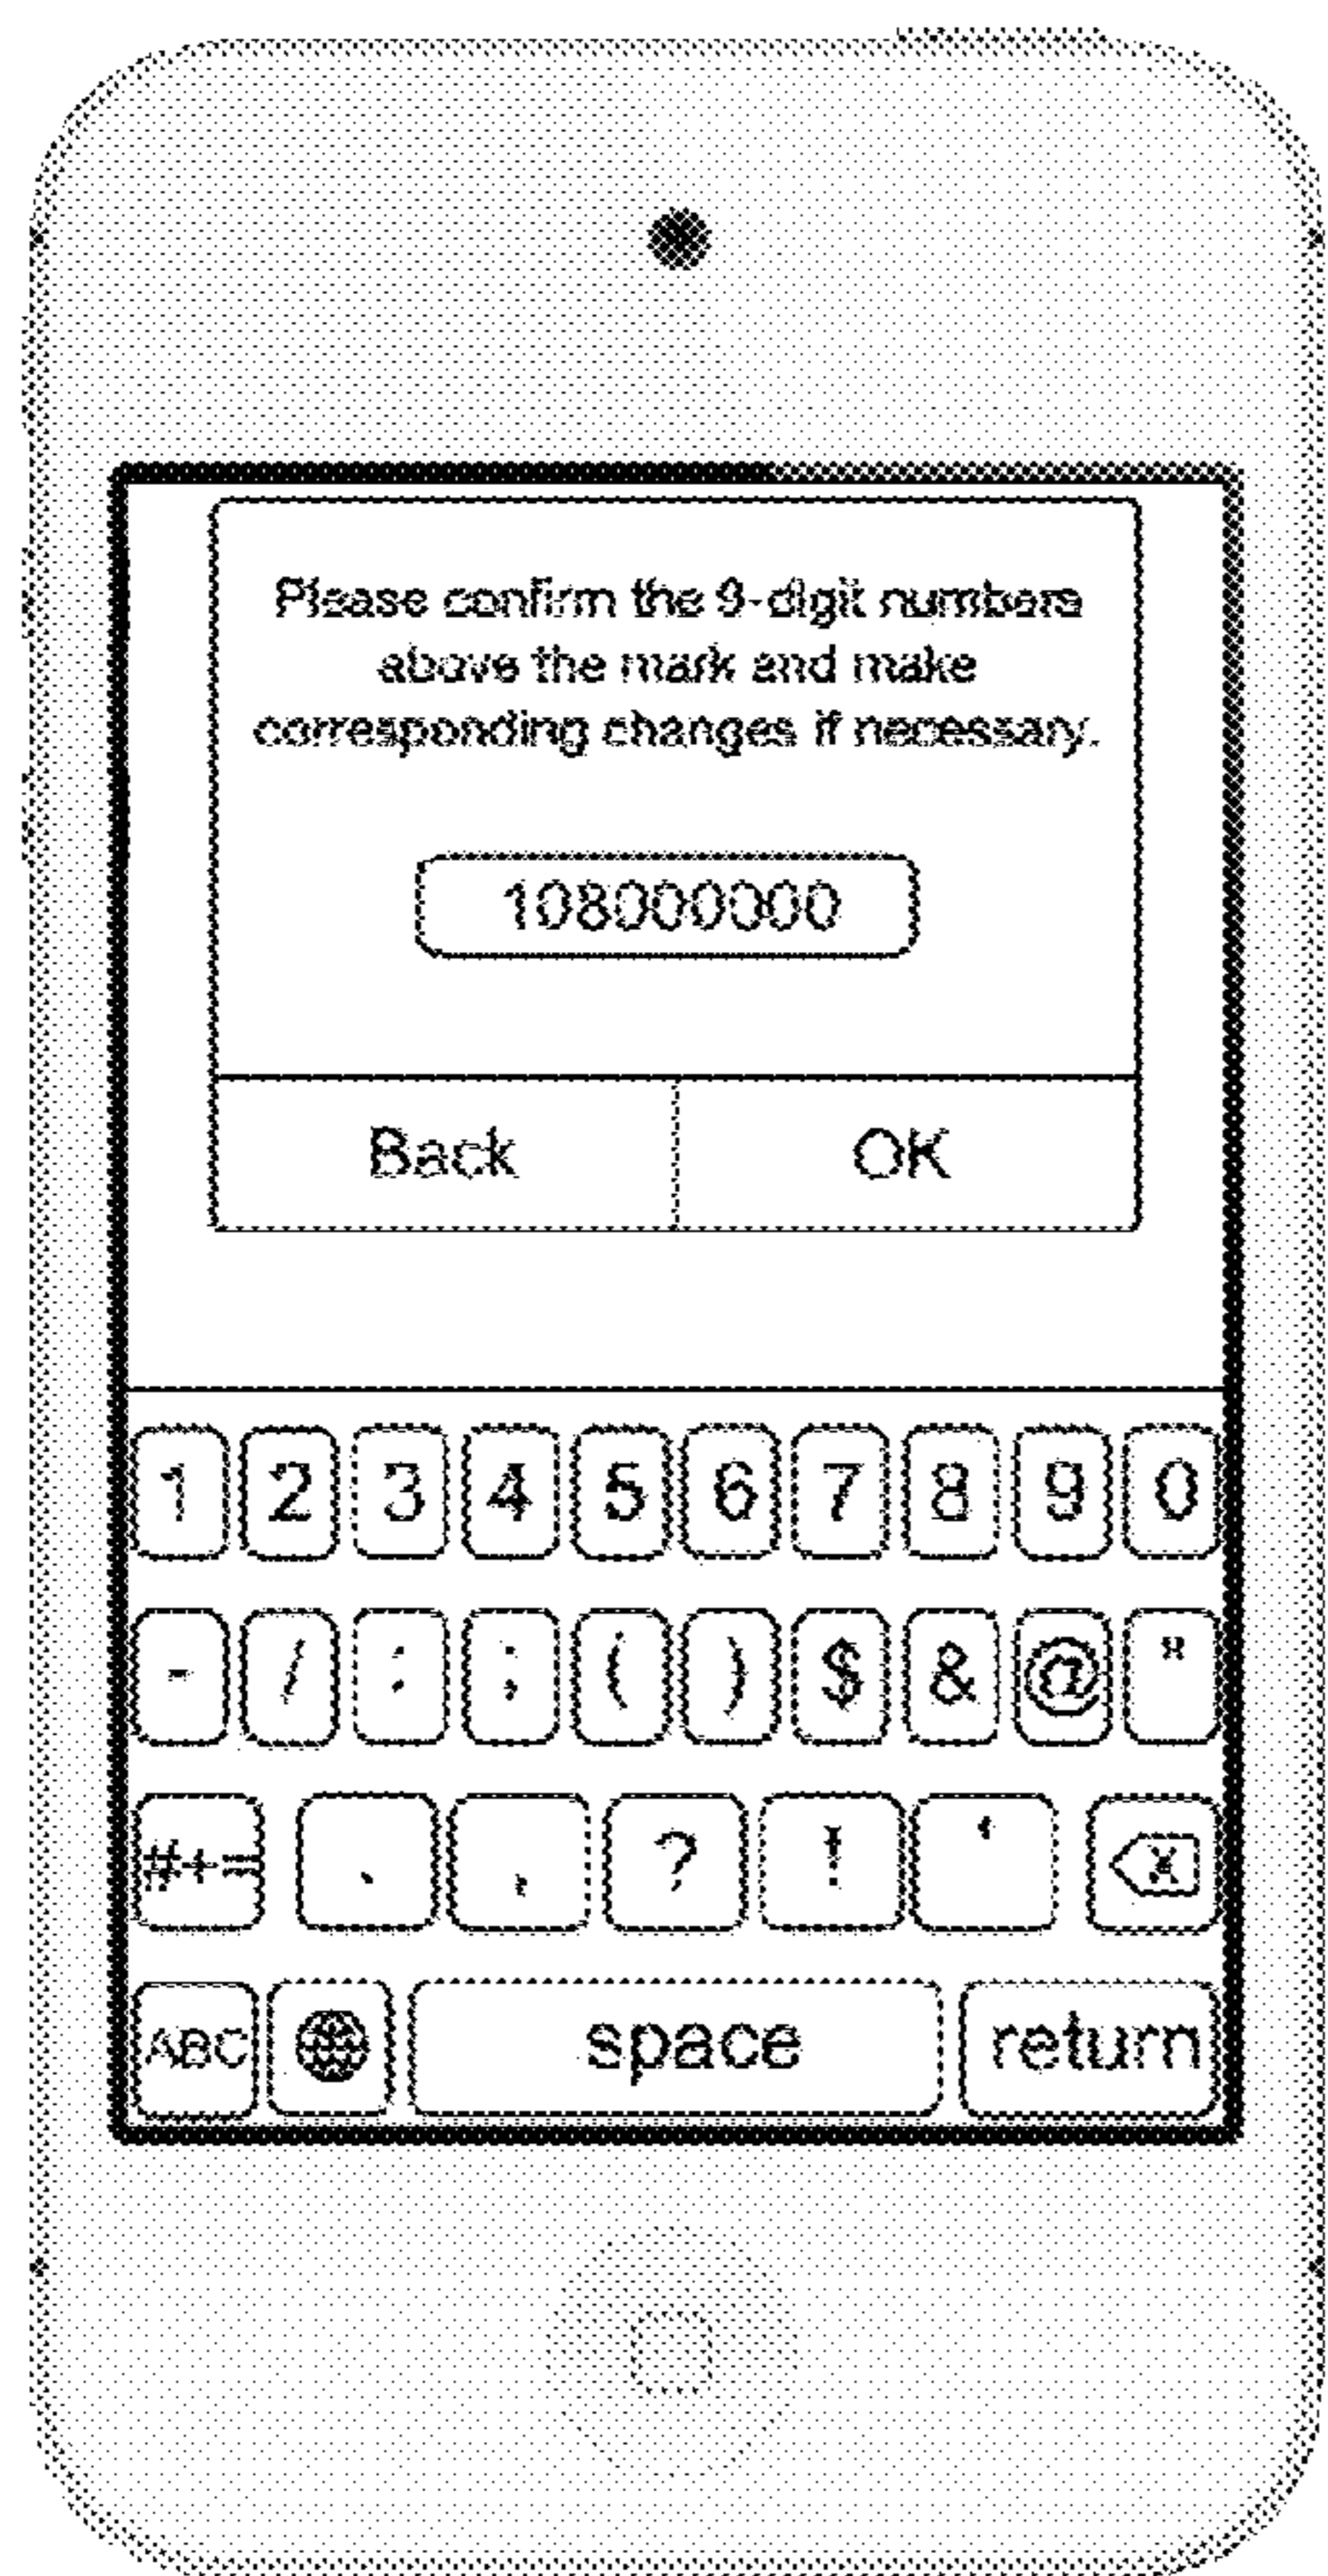 Please confirm the 9-digit numbers
above the mark and make
corresponding changes if necessary.
108000000
Back OK
1 2 3 4 5 6 7 8 9 0
- / : ; ( ) $ & @ "
#+= . , ? ! '
ABC space return